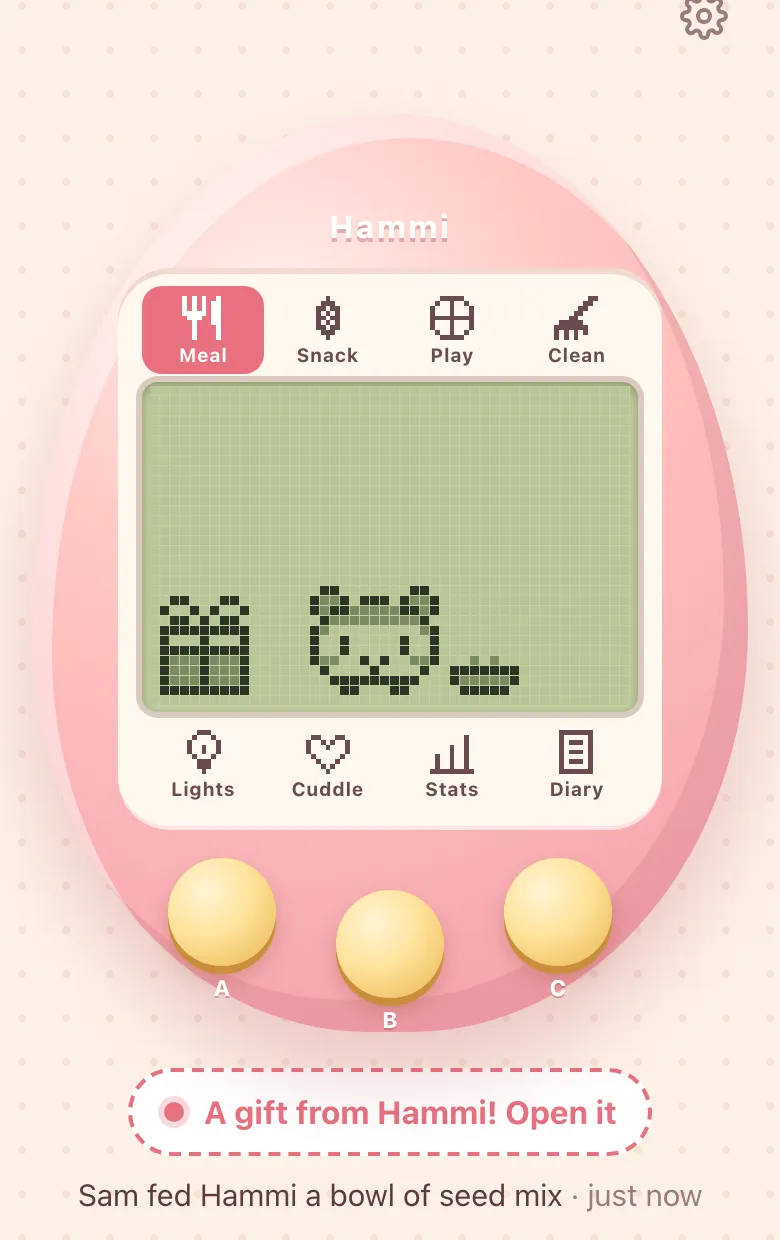 Hammi
Meal
Snack
Play
Clean
Lights
Cuddle
Stats
Diary
A
B
C
A gift from Hammi! Open it
Sam fed Hammi a bowl of seed mix · just now